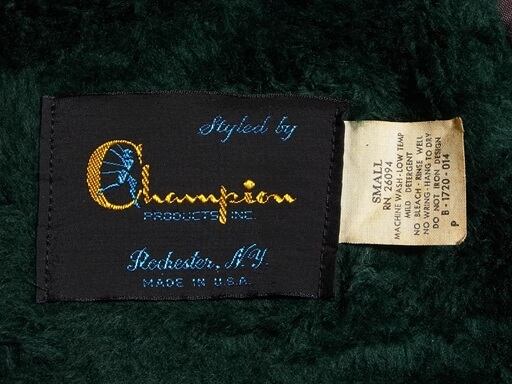 Styled by
Champion
PRODUCTS INC.
Rochester, N.Y.
MADE IN U.S.A.
SMALL
RN 26094
MACHINE WASH-LOW TEMP
MILD DETERGENT
NO BLEACH-RINSE WELL
NO WRING-HANG TO DRY
DO NOT IRON DESIGN
B-1720 014
P